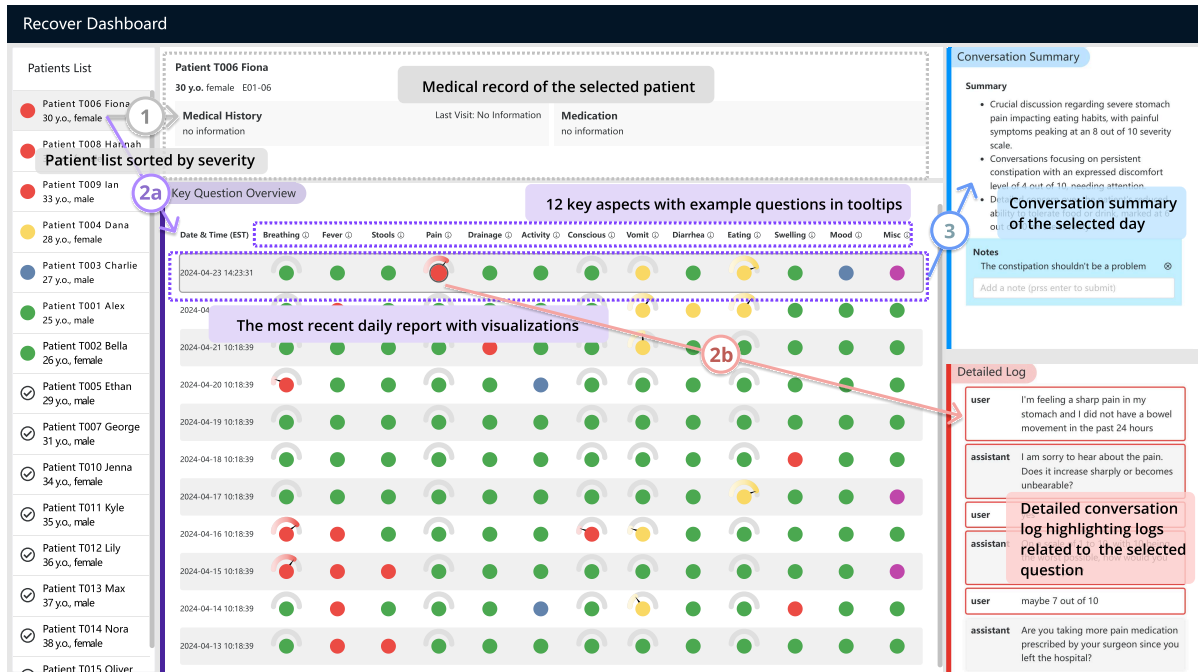 Recover Dashboard
Patients List
Patient T006 Fiona
30 y.o., female
Patient T008 Hannah
Patient list sorted by severity
Patient T009 Ian
33 y.o., male
Patient T004 Dana
28 y.o., female
Patient T003 Charlie
27 y.o., male
Patient T001 Alex
25 y.o., male
Patient T002 Bella
26 y.o., female
Patient T005 Ethan
29 y.o., male
Patient T007 George
31 y.o., male
Patient T010 Jenna
34 y.o., female
Patient T011 Kyle
35 y.o., male
Patient T012 Lily
36 y.o., female
Patient T013 Max
37 y.o., male
Patient T014 Nora
38 y.o., female
Patient T015 Oliver
1
2a
Patient T006 Fiona
30 y.o. female E01-06
Medical record of the selected patient
Medical History
Last Visit: No Information
no information
Medication
no information
Key Question Overview
12 key aspects with example questions in tooltips
Date & Time (EST) Breathing Fever Stools Pain Drainage Activity Conscious Vomit Diarrhea Eating Swelling Mood Misc
2024-04-23 14:23:31
2024-04-
The most recent daily report with visualizations
2024-04-21 10:18:39
2b
2024-04-20 10:18:39
2024-04-19 10:18:39
2024-04-18 10:18:39
2024-04-17 10:18:39
2024-04-16 10:18:39
2024-04-15 10:18:39
2024-04-14 10:18:39
2024-04-13 10:18:39
3
Conversation Summary
Summary
Crucial discussion regarding severe stomach
pain impacting eating habits, with painful
symptoms peaking at an 8 out of 10 severity
scale.
Conversations focusing on persistent
constipation with an expressed discomfort
level of 4 out of 10, needing attention.
Conversation summary
of the selected day
Notes
The constipation shouldn't be a problem
Add a note (prss enter to submit)
Detailed Log
user
I'm feeling a sharp pain in my
stomach and I did not have a bowel
movement in the past 24 hours
assistant
I am sorry to hear about the pain.
Does it increase sharply or becomes
unbearable?
user
assistant
Detailed conversation
log highlighting logs
related to the selected
question
user
maybe 7 out of 10
assistant
Are you taking more pain medication
prescribed by your surgeon since you
left the hospital?